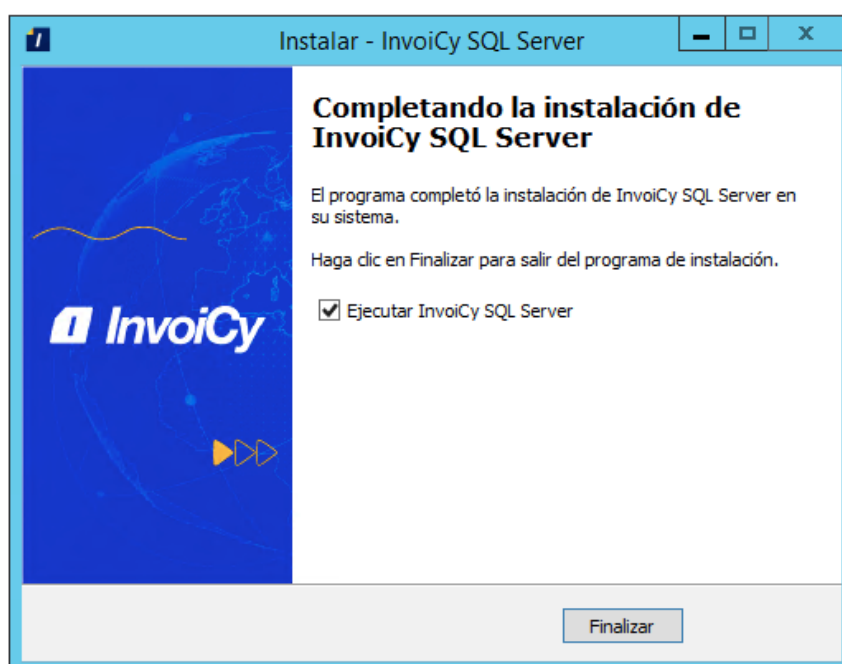 Instalar - InvoiCy SQL Server
Completando la instalación de
InvoiCy SQL Server
El programa completó la instalación de InvoiCy SQL Server en
su sistema.
Haga clic en Finalizar para salir del programa de instalación.
Ejecutar InvoiCy SQL Server
InvoiCy
Finalizar